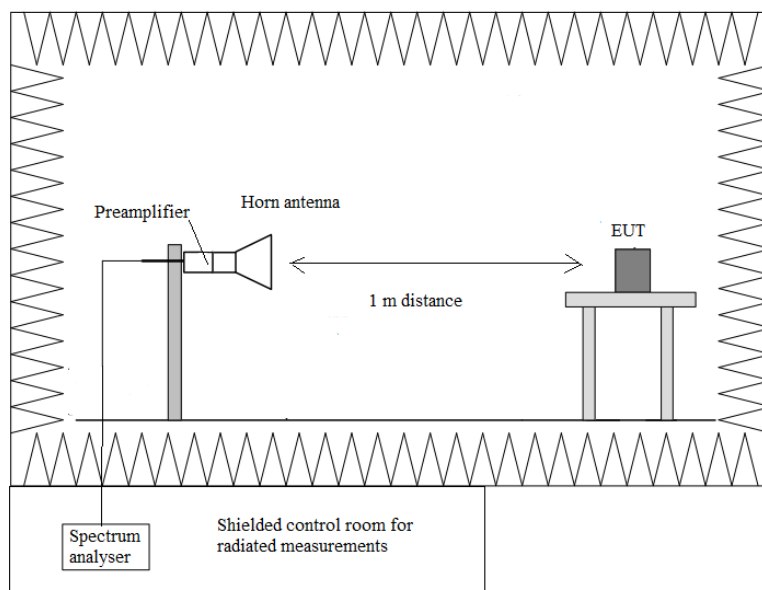 Horn antenna
Preamplifier
EUT
1 m distance
Spectrum
analyser
Shielded control room for
radiated measurements